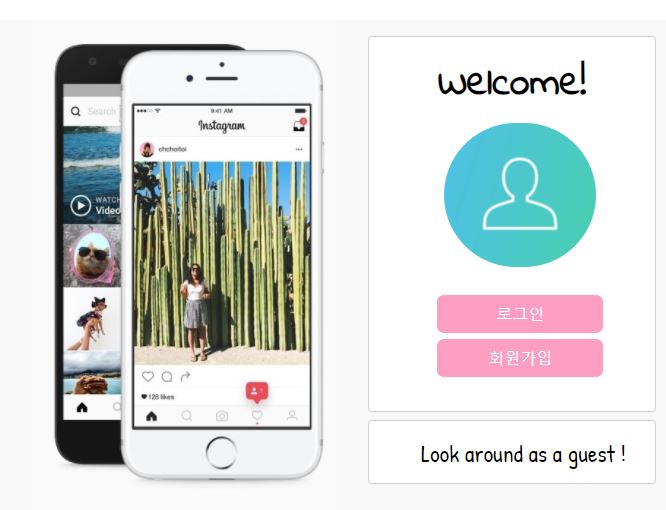 Search
WATCH
Video
9:41 AM
Instagram
chchoitoi
128 likes
1
welcome!
로그인
회원가입
Look around as a guest !